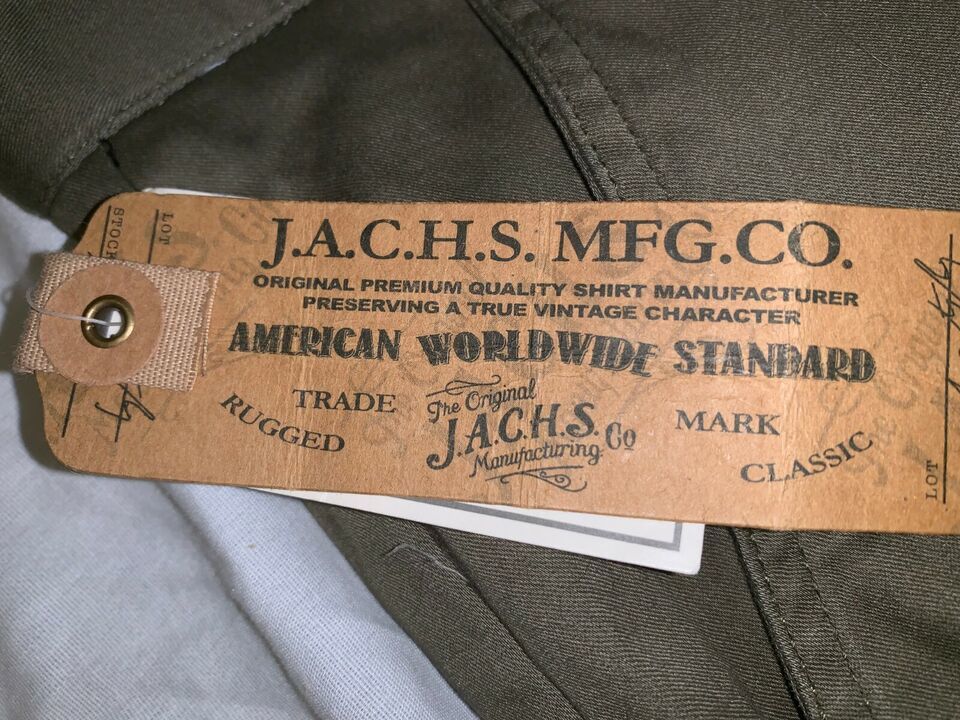 J.A.C.H.S. MFG.CO.
ORIGINAL PREMIUM QUALITY SHIRT MANUFACTURER
PRESERVING A TRUE VINTAGE CHARACTER
AMERICAN WORLDWIDE STANDARD
TRADE
MARK
RUGGED
The Original
J.A.C.H.S. Co
Manufacturing
CLASSIC
LOT
LOT